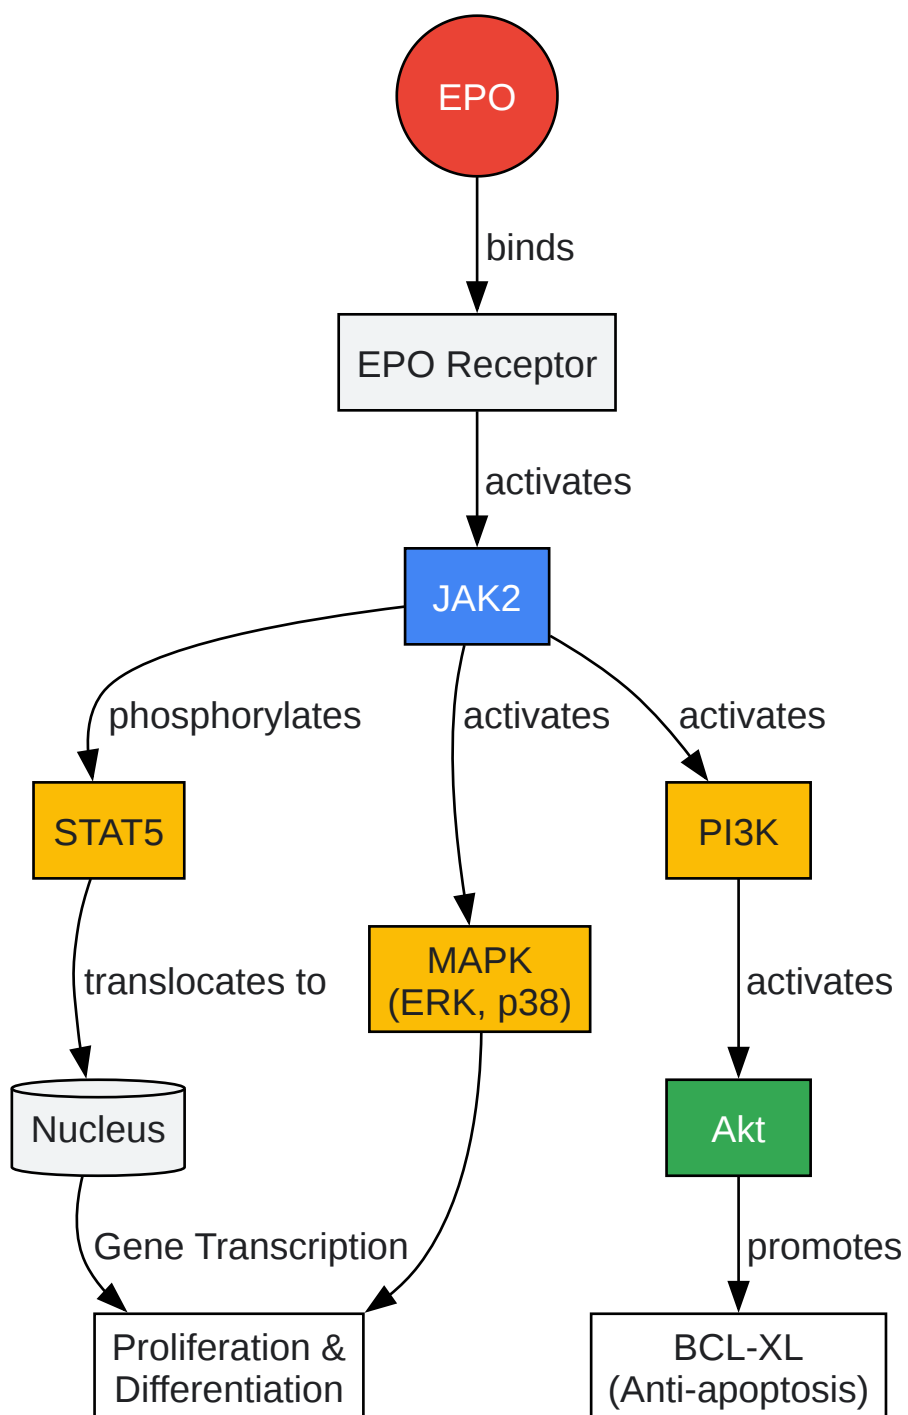 EPO
binds
EPO Receptor
activates
JAK2
phosphorylates
activates
activates
STAT5
PI3K
MAPK
(ERK, p38)
translocates to
activates
Nucleus
Akt
Gene Transcription
promotes
Proliferation &
Differentiation
BCL-XL
(Anti-apoptosis)